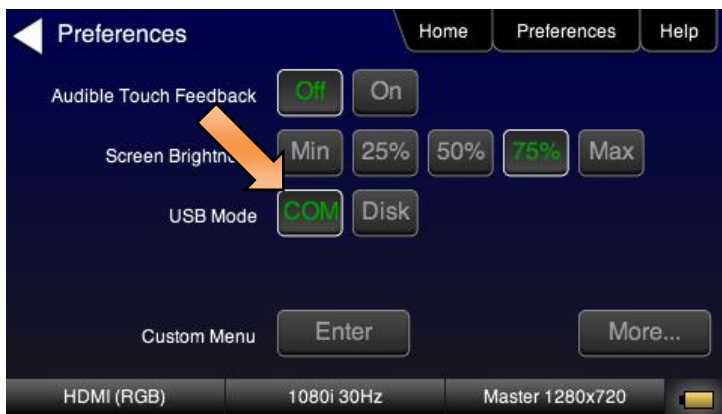 Preferences
Home Preferences Help
Audible Touch Feedback Off On
Screen Min 25% 50% 75% Max
USB Mode COM Disk
Custom Menu Enter More...
HDMI (RGB) 1080i 30Hz Master 1280x720